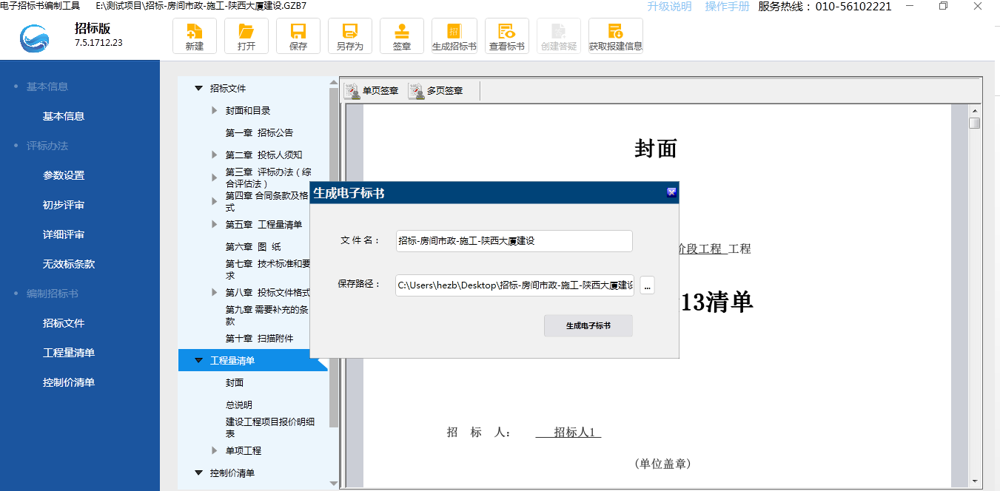 电子招标书编制工具 E:\测试项目\招标-房间市政-施工-陕西大厦建设.GZB7 升级说明 操作手册 服务热线：010-56102221
招标版
7.5.1712.23
新建 打开 保存 另存为 签章 生成招标书 查看标书 创建答疑 获取报建信息
基本信息
基本信息
评标办法
参数设置
初步评审
详细评审
无效标条款
编制招标书
招标文件
工程量清单
控制价清单
招标文件
封面和目录
第一章 招标公告
第二章 投标人须知
第三章 评标办法（综
合评估法）
第四章 合同条款及格
式
第五章 工程量清单
第六章 图 纸
第七章 技术标准和要
求
第八章 投标文件格式
第九章 需要补充的条
款
第十章 扫描附件
工程量清单
封面
总说明
建设工程项目报价明细
表
单项工程
控制价清单
单页签章 多页签章
封面
阶段工程 工程
13清单
招 标 人： 招标人1
(单位盖章)
生成电子标书
文 件 名： 招标-房间市政-施工-陕西大厦建设
保存路径： C:\Users\hezb\Desktop\招标-房间市政-施工-陕西大厦建设 ...
生成电子标书